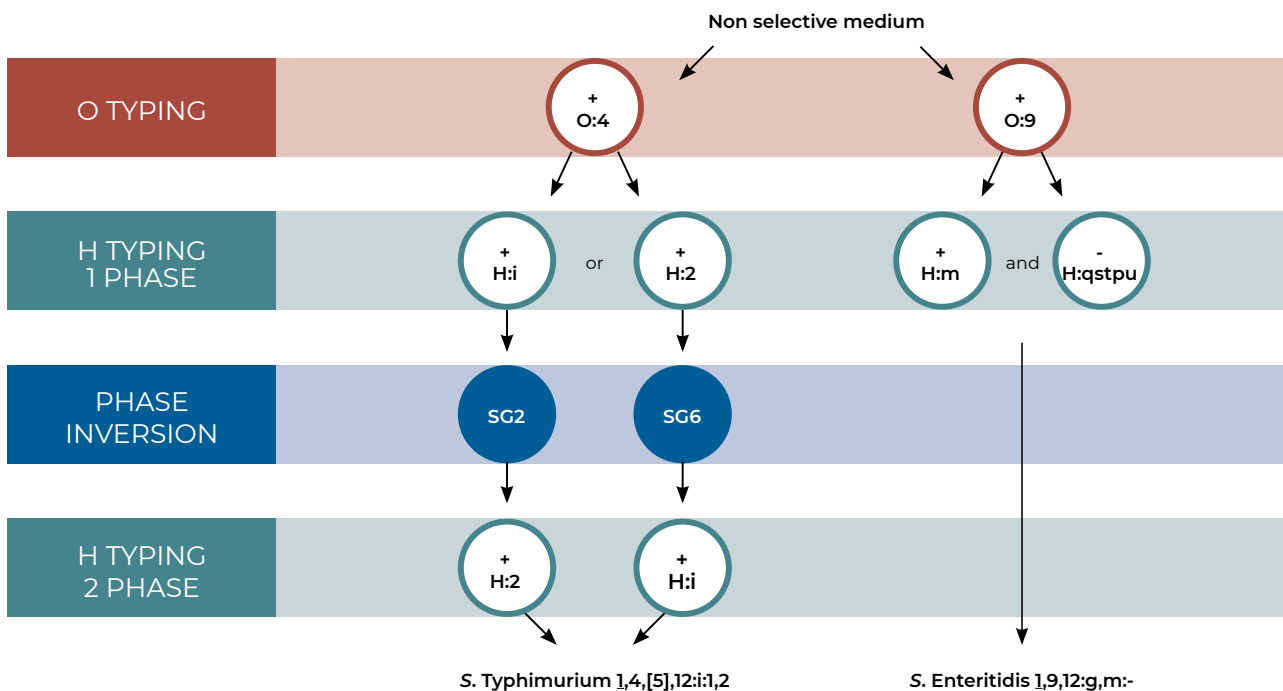 Non selective medium
O TYPING
+
O:4
+
O:9
H TYPING
1 PHASE
+
H:i
or
+
H:2
+
H:m
and
-
H:qstpu
PHASE
INVERSION
SG2
SG6
H TYPING
2 PHASE
+
H:2
+
H:i
S. Typhimurium 1,4,[5],12:i:1,2
S. Enteritidis 1,9,12:g,m:-